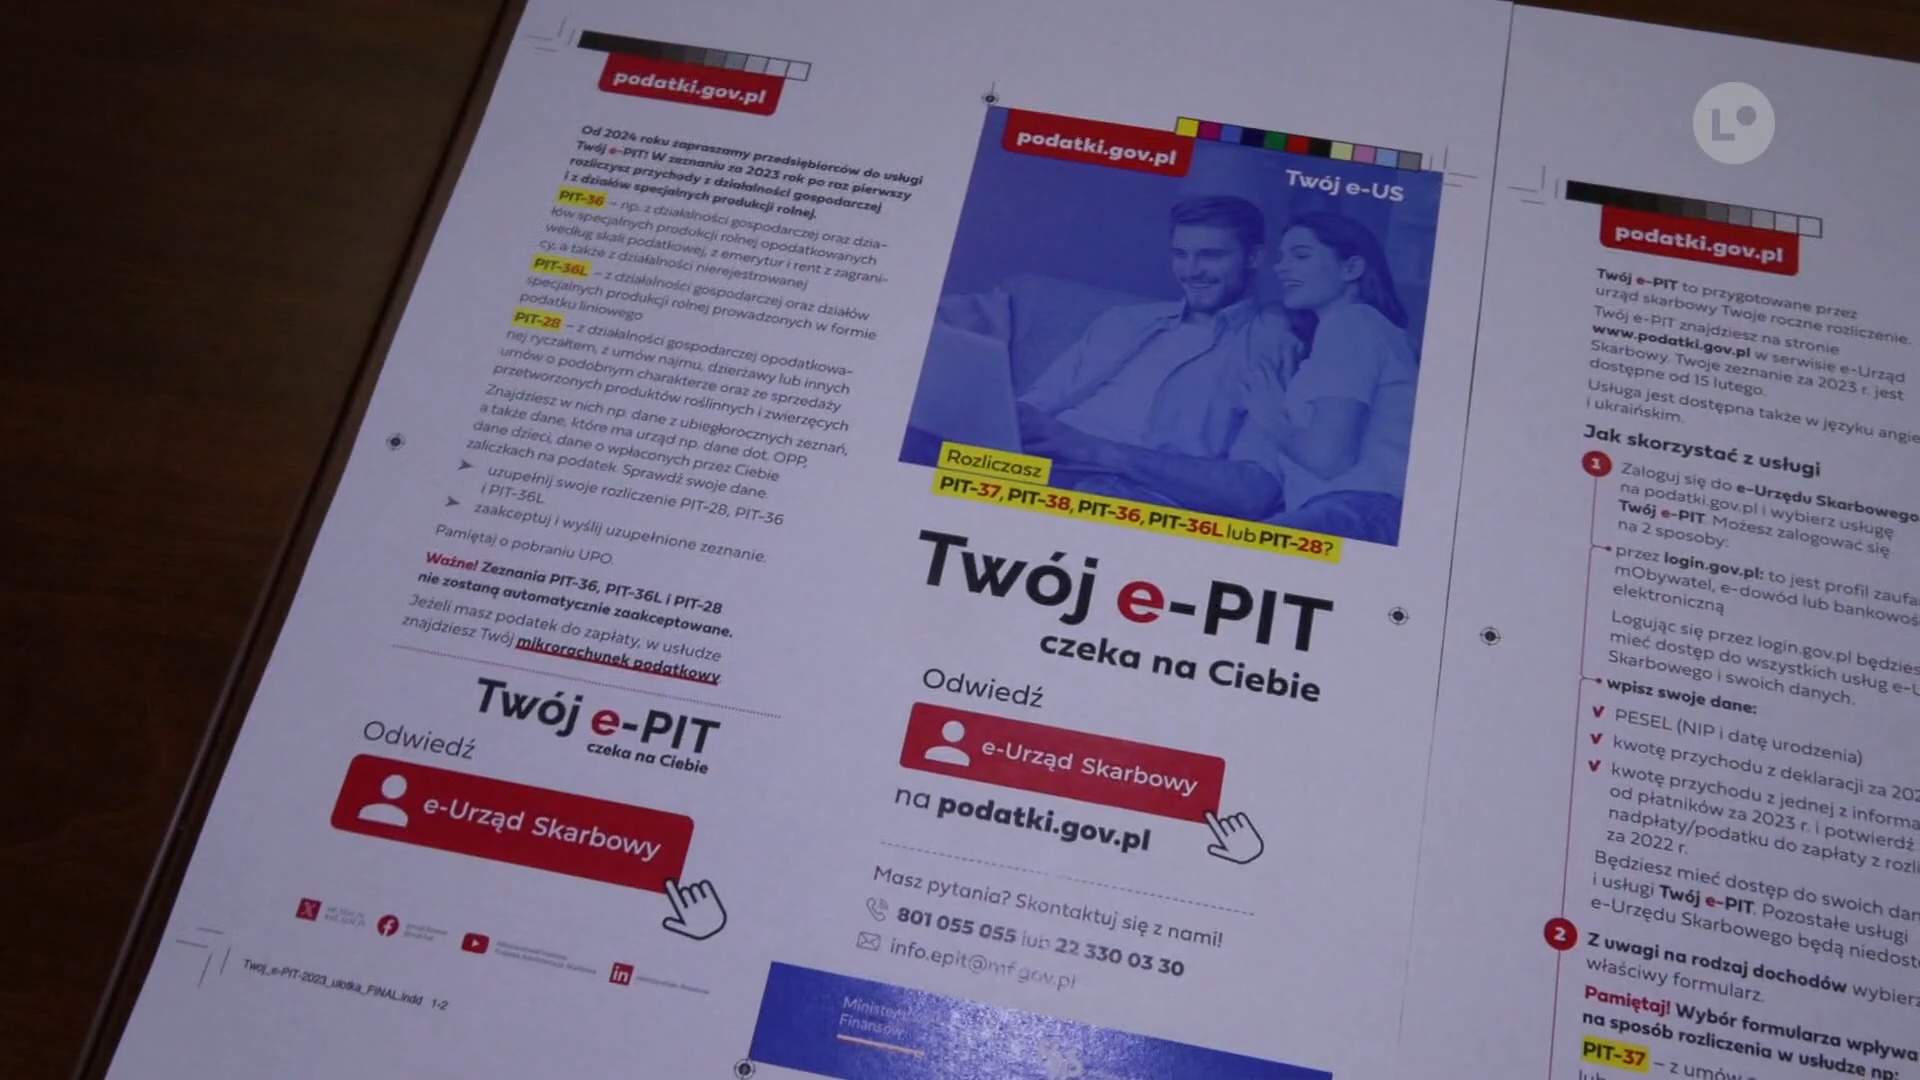 podatki.gov.pl
Od 2024 roku zapraszamy przedsiębiorców do usługi
Twój e-PIT! W zeznaniu za 2023 rok po raz pierwszy
rozliczysz przychody z działalności gospodarczej
i z działów specjalnych produkcji rolnej.
PIT-36 – np. z działalności gospodarczej oraz dzia-
łów specjalnych produkcji rolnej opodatkowanych
według skali podatkowej, z emerytur i rent z zagrani-
cy, a także z działalności nierejestrowanej
PIT-36L – z działalności gospodarczej oraz działów
specjalnych produkcji rolnej prowadzonych w formie
podatku liniowego
PIT-28 – z działalności gospodarczej opodatkowa-
nej ryczałtem, z umów najmu, dzierżawy lub innych
umów o podobnym charakterze oraz ze sprzedaży
przetworzonych produktów roślinnych i zwierzęcych
Znajdziesz w nich np. dane z ubiegłorocznych zeznań,
a także dane, które ma urząd np. dane dot. OPP,
dane dzieci, dane o wpłaconych przez Ciebie
zaliczkach na podatek. Sprawdź swoje dane.
➤ uzupełnij swoje rozliczenie PIT-28, PIT-36
i PIT-36L
➤ zaakceptuj i wyślij uzupełnione zeznanie.
Pamiętaj o pobraniu UPO.
Ważne! Zeznania PIT-36, PIT-36L i PIT-28
nie zostaną automatycznie zaakceptowane.
Jeżeli masz podatek do zapłaty, w usłudze
znajdziesz Twój mikrorachunek podatkowy
Twój e-PIT
czeka na Ciebie
Odwiedź
e-Urząd Skarbowy
Twoj_e-PIT-2023_ulotka_FINAL.indd 1-2
podatki.gov.pl
Twój e-US
Rozliczasz
PIT-37, PIT-38, PIT-36, PIT-36L lub PIT-28?
Twój e-PIT
czeka na Ciebie
Odwiedź
e-Urząd Skarbowy
na podatki.gov.pl
Masz pytania? Skontaktuj się z nami!
801 055 055 lub 22 330 03 30
info.epit@mf.gov.pl
Ministerstwo
Finansów
podatki.gov.pl
Twój e-PIT to przygotowane przez
urząd skarbowy Twoje roczne rozliczenie.
Twój e-PIT znajdziesz na stronie
www.podatki.gov.pl w serwisie e-Urząd
Skarbowy. Twoje zeznanie za 2023 r. jest
dostępne od 15 lutego.
Usługa jest dostępna także w języku angie
i ukraińskim.
Jak skorzystać z usługi
1 Zaloguj się do e-Urzędu Skarbowego
na podatki.gov.pl i wybierz usługę
Twój e-PIT. Możesz zalogować się
na 2 sposoby:
przez login.gov.pl: to jest profil zaufa
mObywatel, e-dowód lub bankowoś
elektroniczną
Logując się przez login.gov.pl będzies
mieć dostęp do wszystkich usług e-U
Skarbowego i swoich danych.
wpisz swoje dane:
PESEL (NIP i datę urodzenia)
kwotę przychodu z deklaracji za 202
kwotę przychodu z jednej z informa
od płatników za 2023 r. i potwierdź
nadpłaty/podatku do zapłaty z rozli
za 2022 r.
Będziesz mieć dostęp do swoich dan
i usługi Twój e-PIT. Pozostałe usługi
e-Urzędu Skarbowego będą niedost
2 Z uwagi na rodzaj dochodów wybierz
właściwy formularz.
Pamiętaj! Wybór formularza wpływa
na sposób rozliczenia w usłudze np:
PIT-37 – z umów